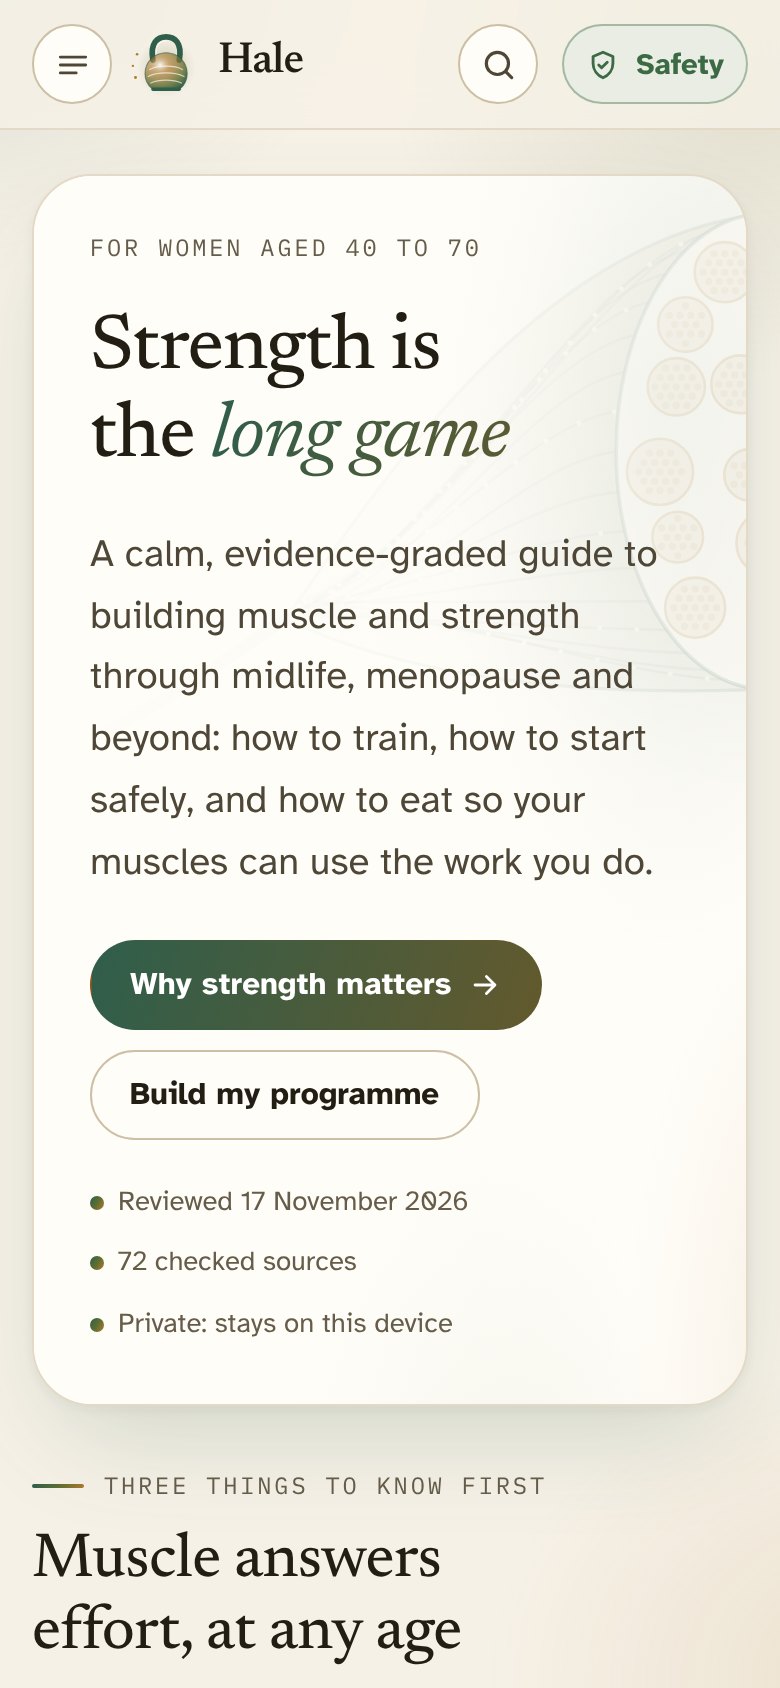 Hale
Safety
FOR WOMEN AGED 40 TO 70
Strength is
the long game
A calm, evidence-graded guide to
building muscle and strength
through midlife, menopause and
beyond: how to train, how to start
safely, and how to eat so your
muscles can use the work you do.
Why strength matters →
Build my programme
Reviewed 17 November 2026
72 checked sources
Private: stays on this device
THREE THINGS TO KNOW FIRST
Muscle answers
effort, at any age